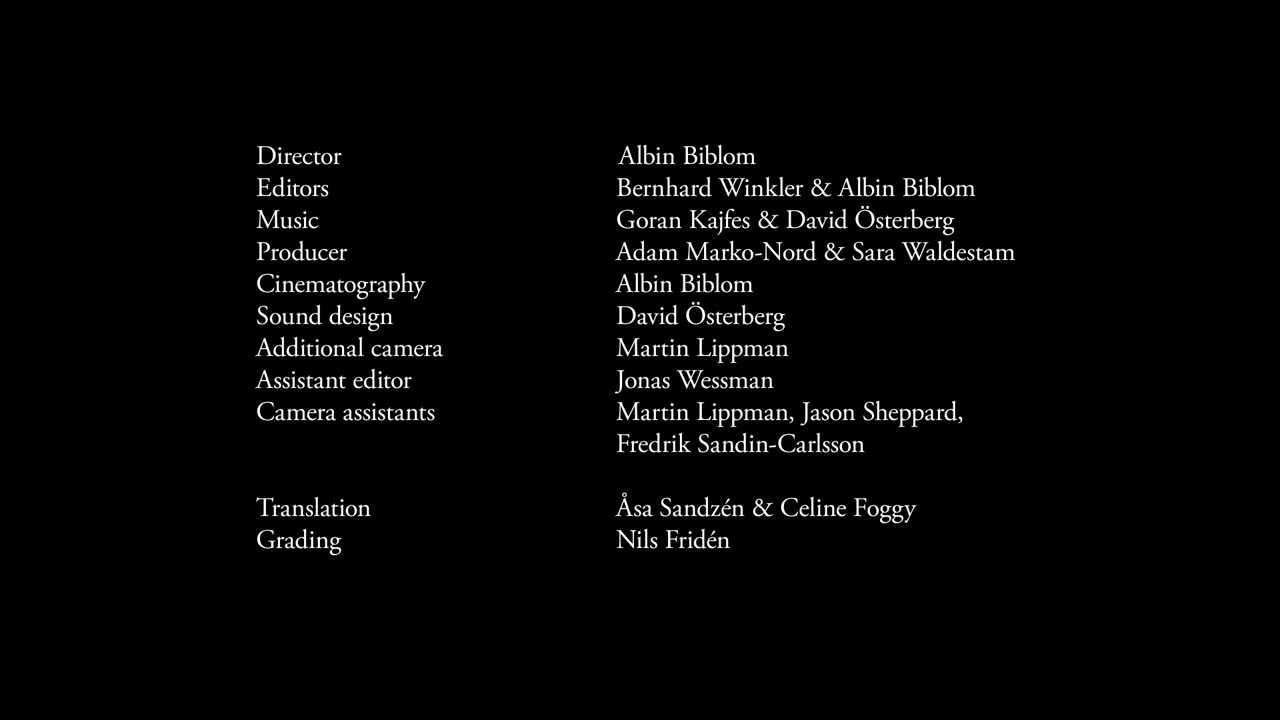 Director Albin Biblom
Editors Bernhard Winkler & Albin Biblom
Music Goran Kajfes & David Österberg
Producer Adam Marko-Nord & Sara Waldestam
Cinematography Albin Biblom
Sound design David Österberg
Additional camera Martin Lippman
Assistant editor Jonas Wessman
Camera assistants Martin Lippman, Jason Sheppard,
Fredrik Sandin-Carlsson
Translation Åsa Sandzén & Celine Foggy
Grading Nils Fridén